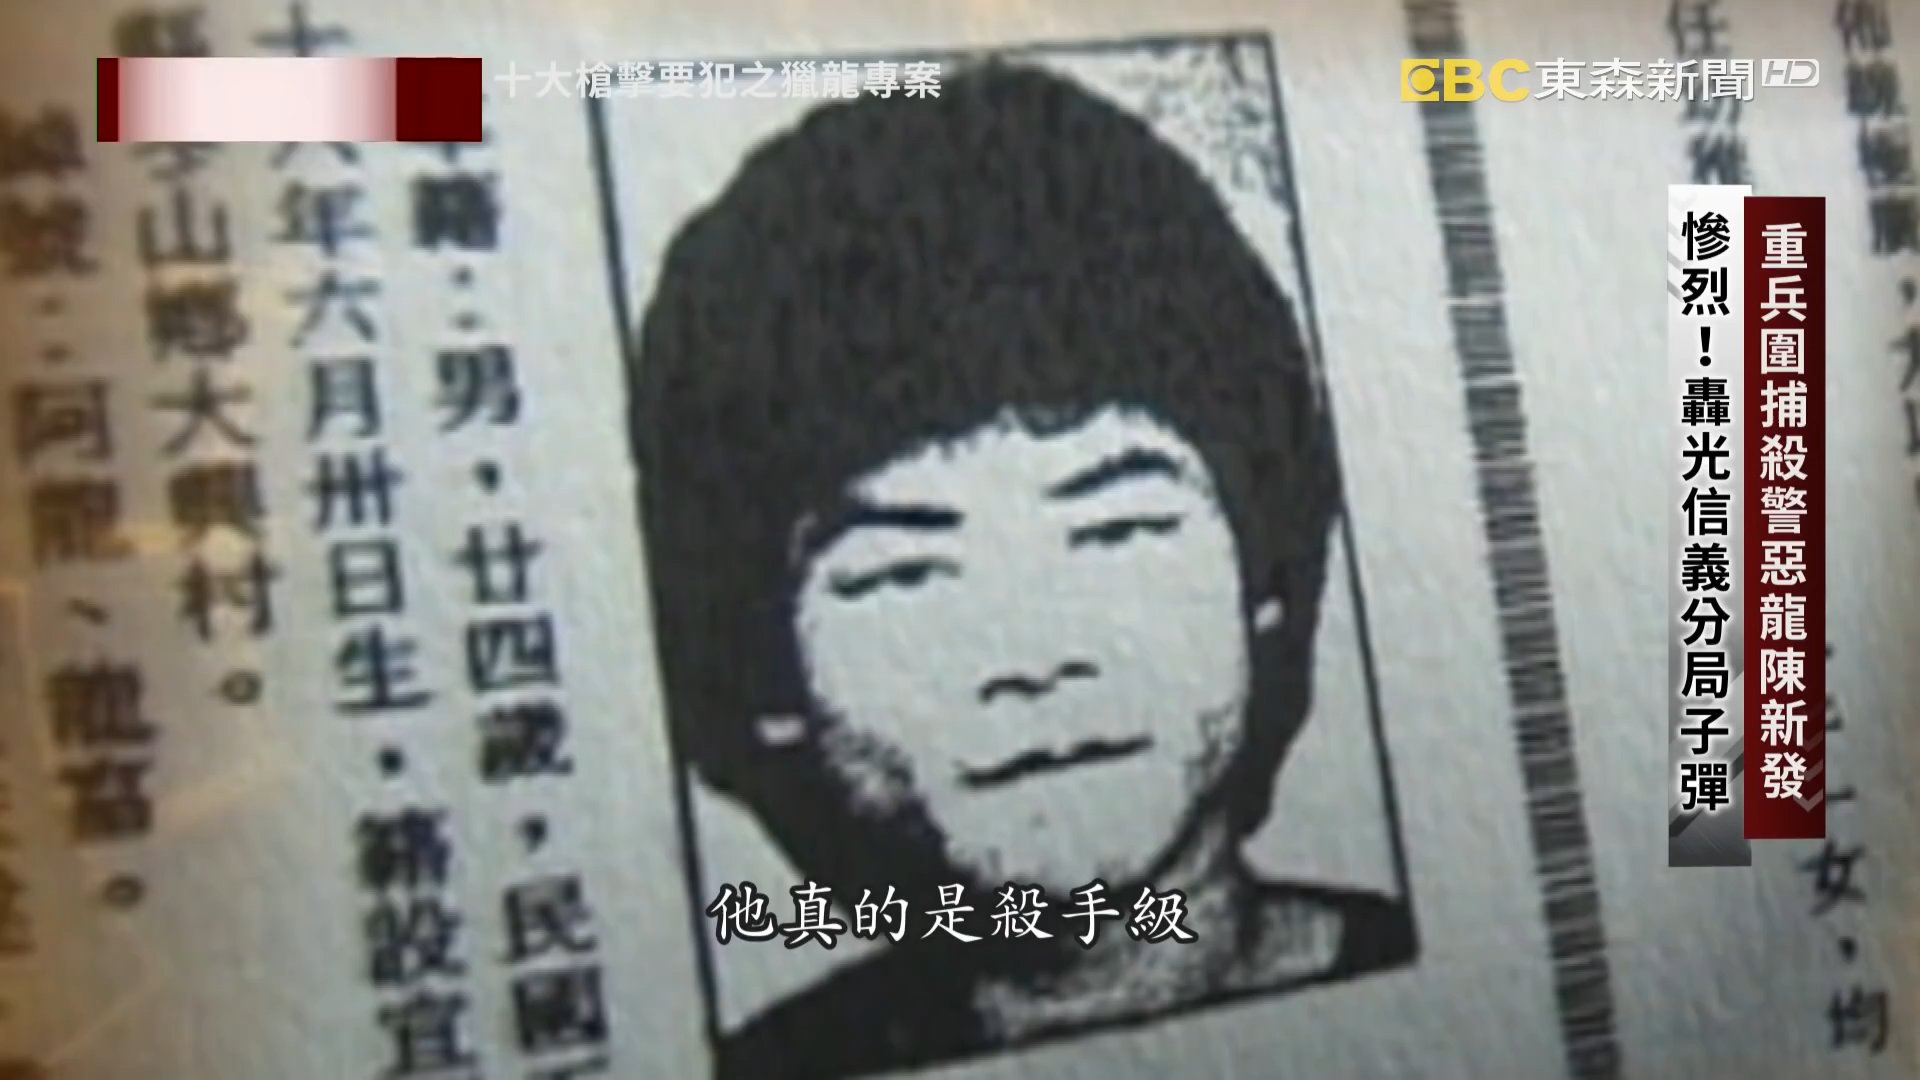 十大槍擊要犯之獵龍專案
EBC東森新聞HD
重兵圍捕殺警惡龍陳新發
慘烈！轟光信義分局子彈
籍：男，廿四歲，民國
六年六月卅日生，籍設宜
山鄉大興村。
：阿龍、龍
女，均
他真的是殺手級